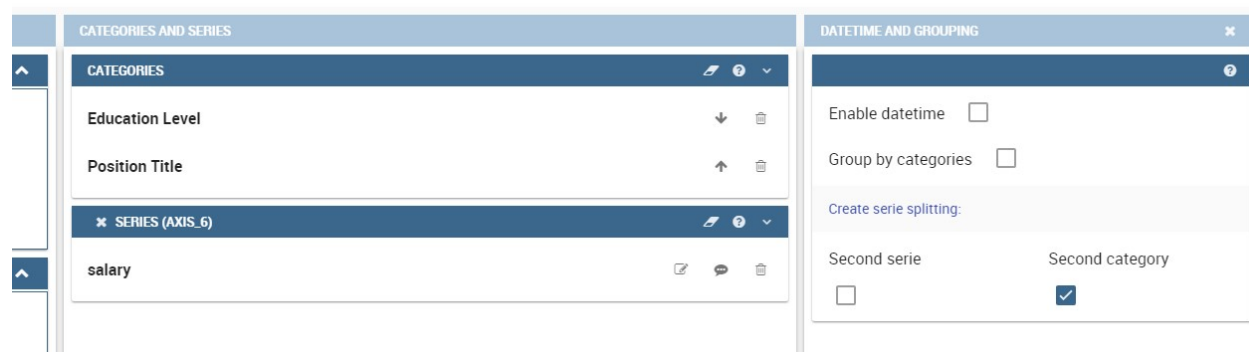 CATEGORIES AND SERIES
CATEGORIES
Education Level
Position Title
SERIES (AXIS_6)
salary
DATETIME AND GROUPING
Enable datetime
Group by categories
Create serie splitting:
Second serie Second category